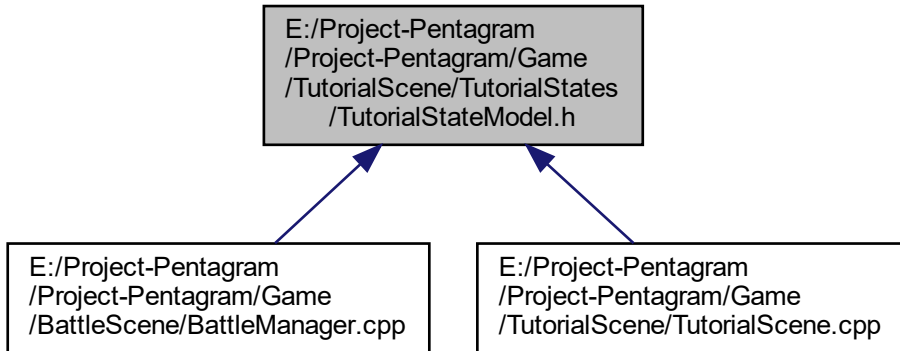 E:/Project-Pentagram
/Project-Pentagram/Game
/TutorialScene/TutorialStates
/TutorialStateModel.h
E:/Project-Pentagram
/Project-Pentagram/Game
/BattleScene/BattleManager.cpp
E:/Project-Pentagram
/Project-Pentagram/Game
/TutorialScene/TutorialScene.cpp